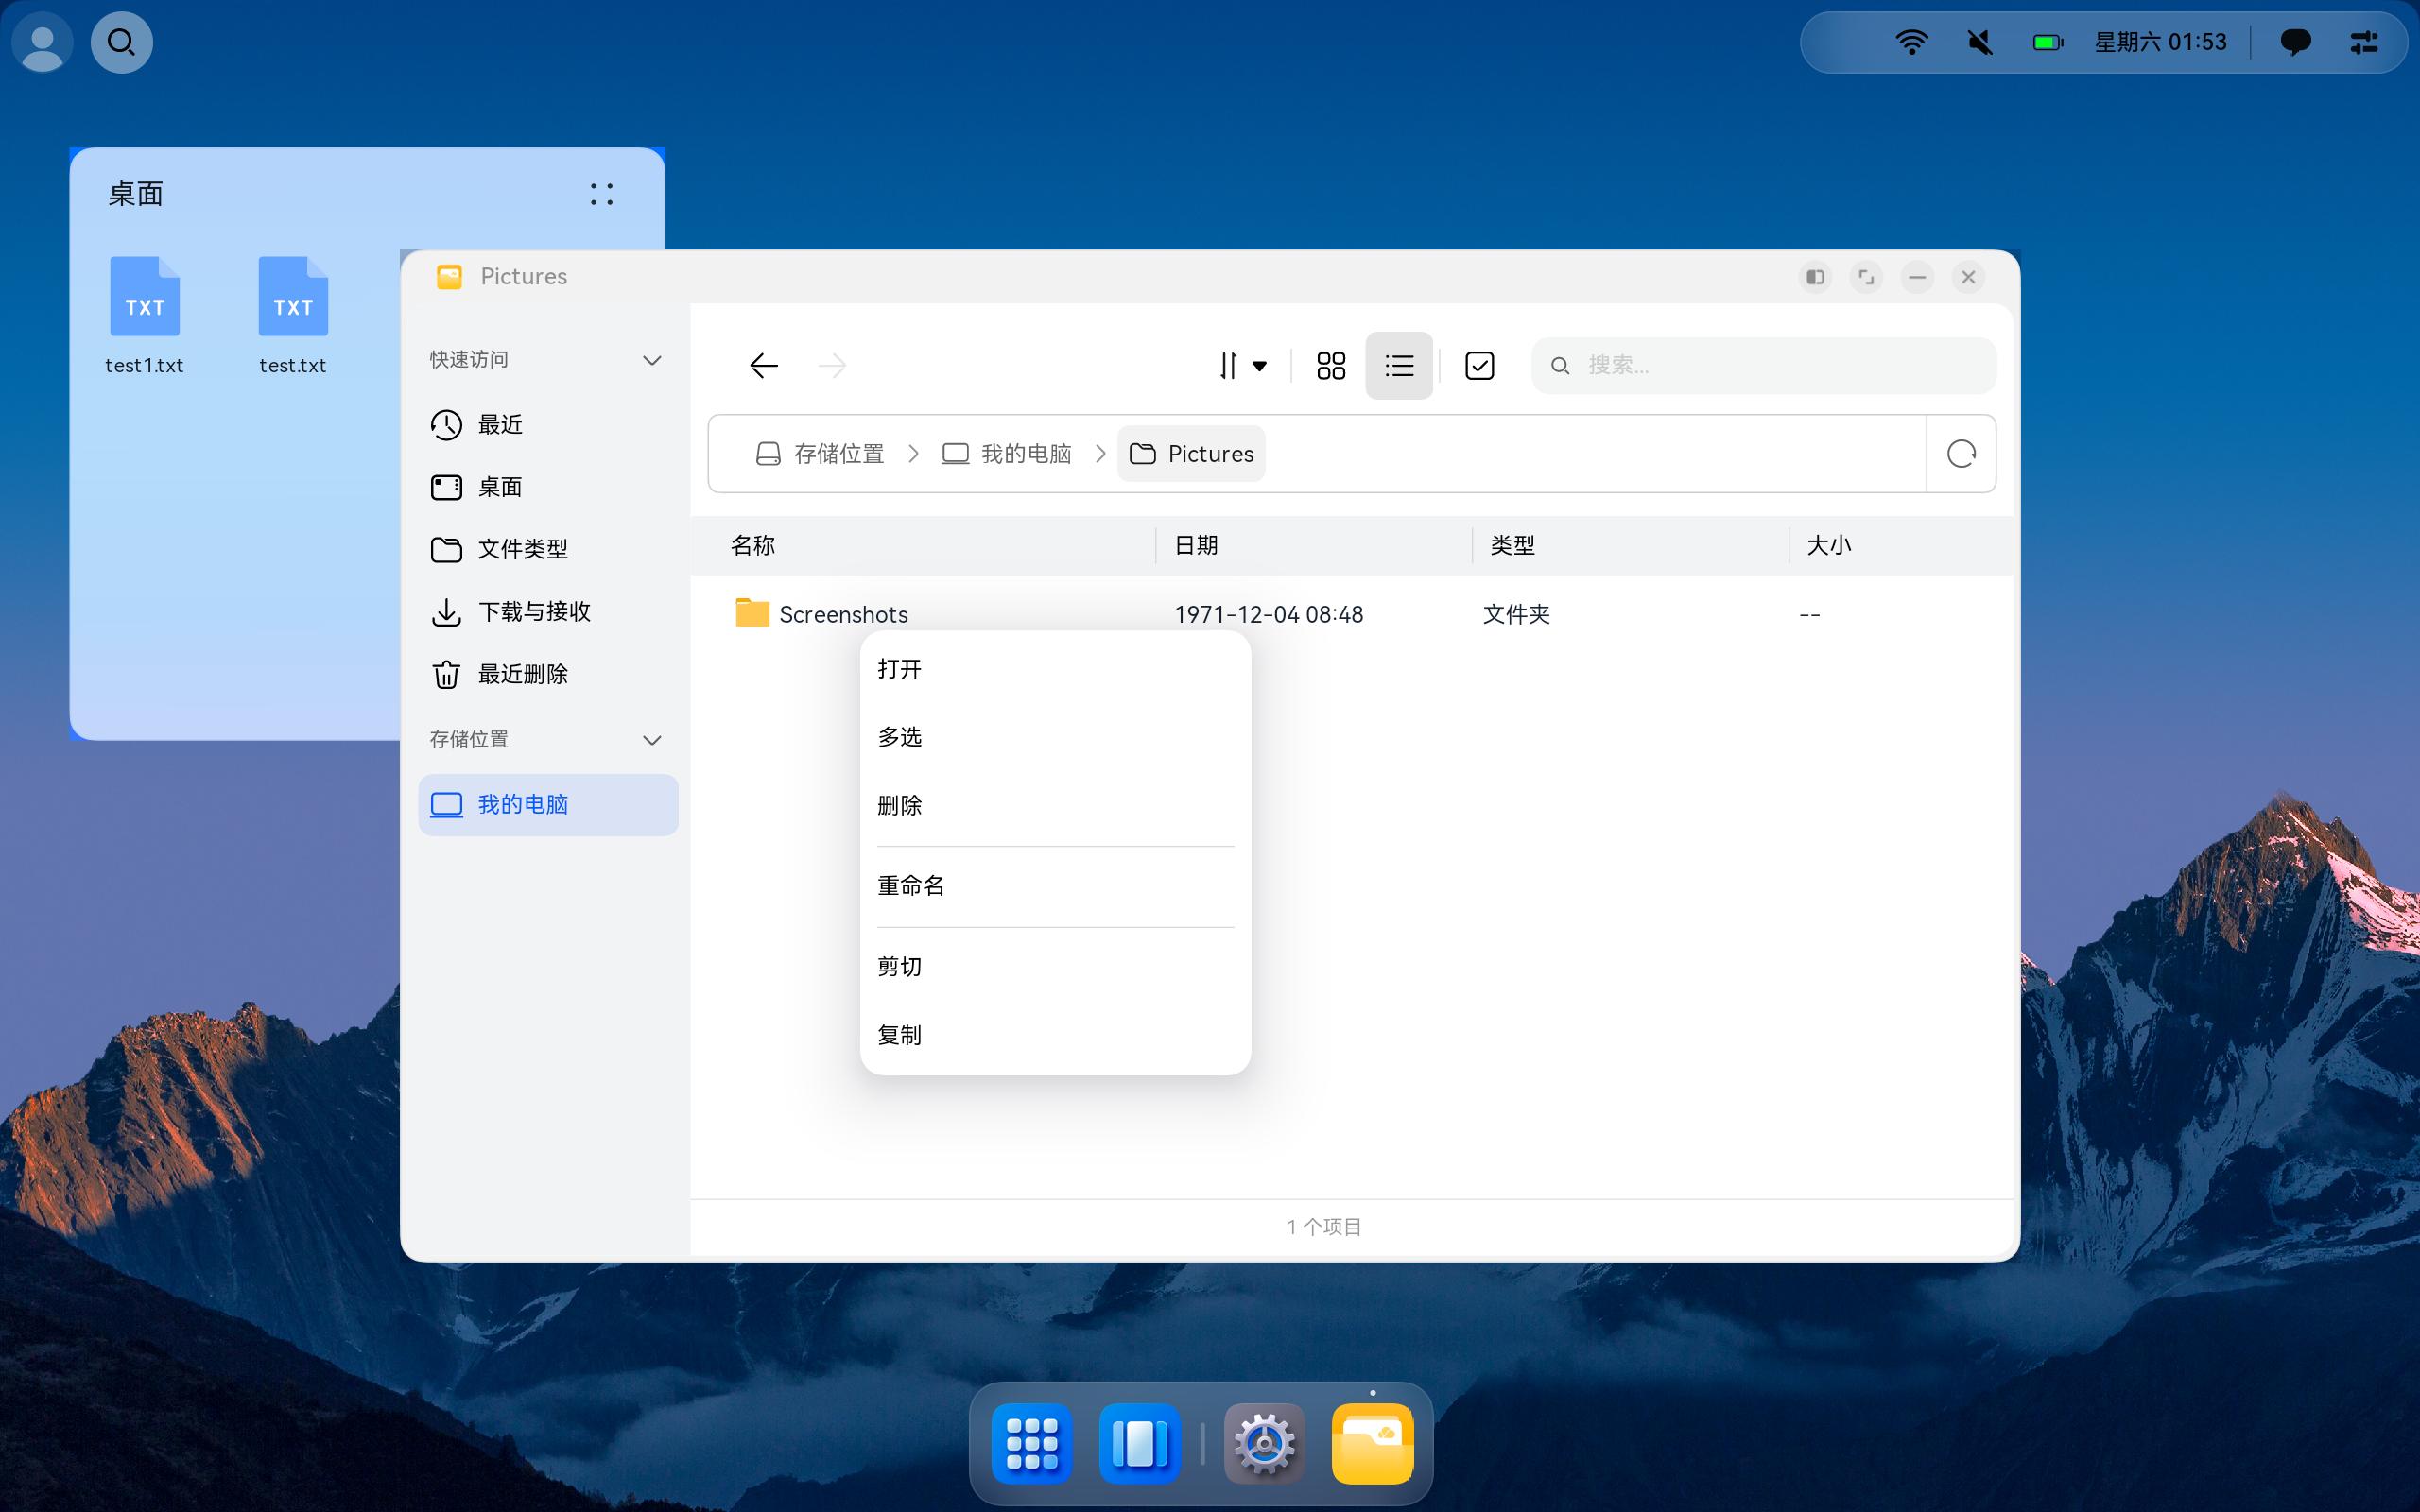 星期六 01:53
桌面
TXT TXT
test1.txt test.txt
Pictures
快速访问
最近
桌面
文件类型
下载与接收
最近删除
存储位置
我的电脑
搜索...
存储位置 我的电脑 Pictures
名称 日期 类型 大小
Screenshots 1971-12-04 08:48 文件夹 --
打开
多选
删除
重命名
剪切
复制
1 个项目